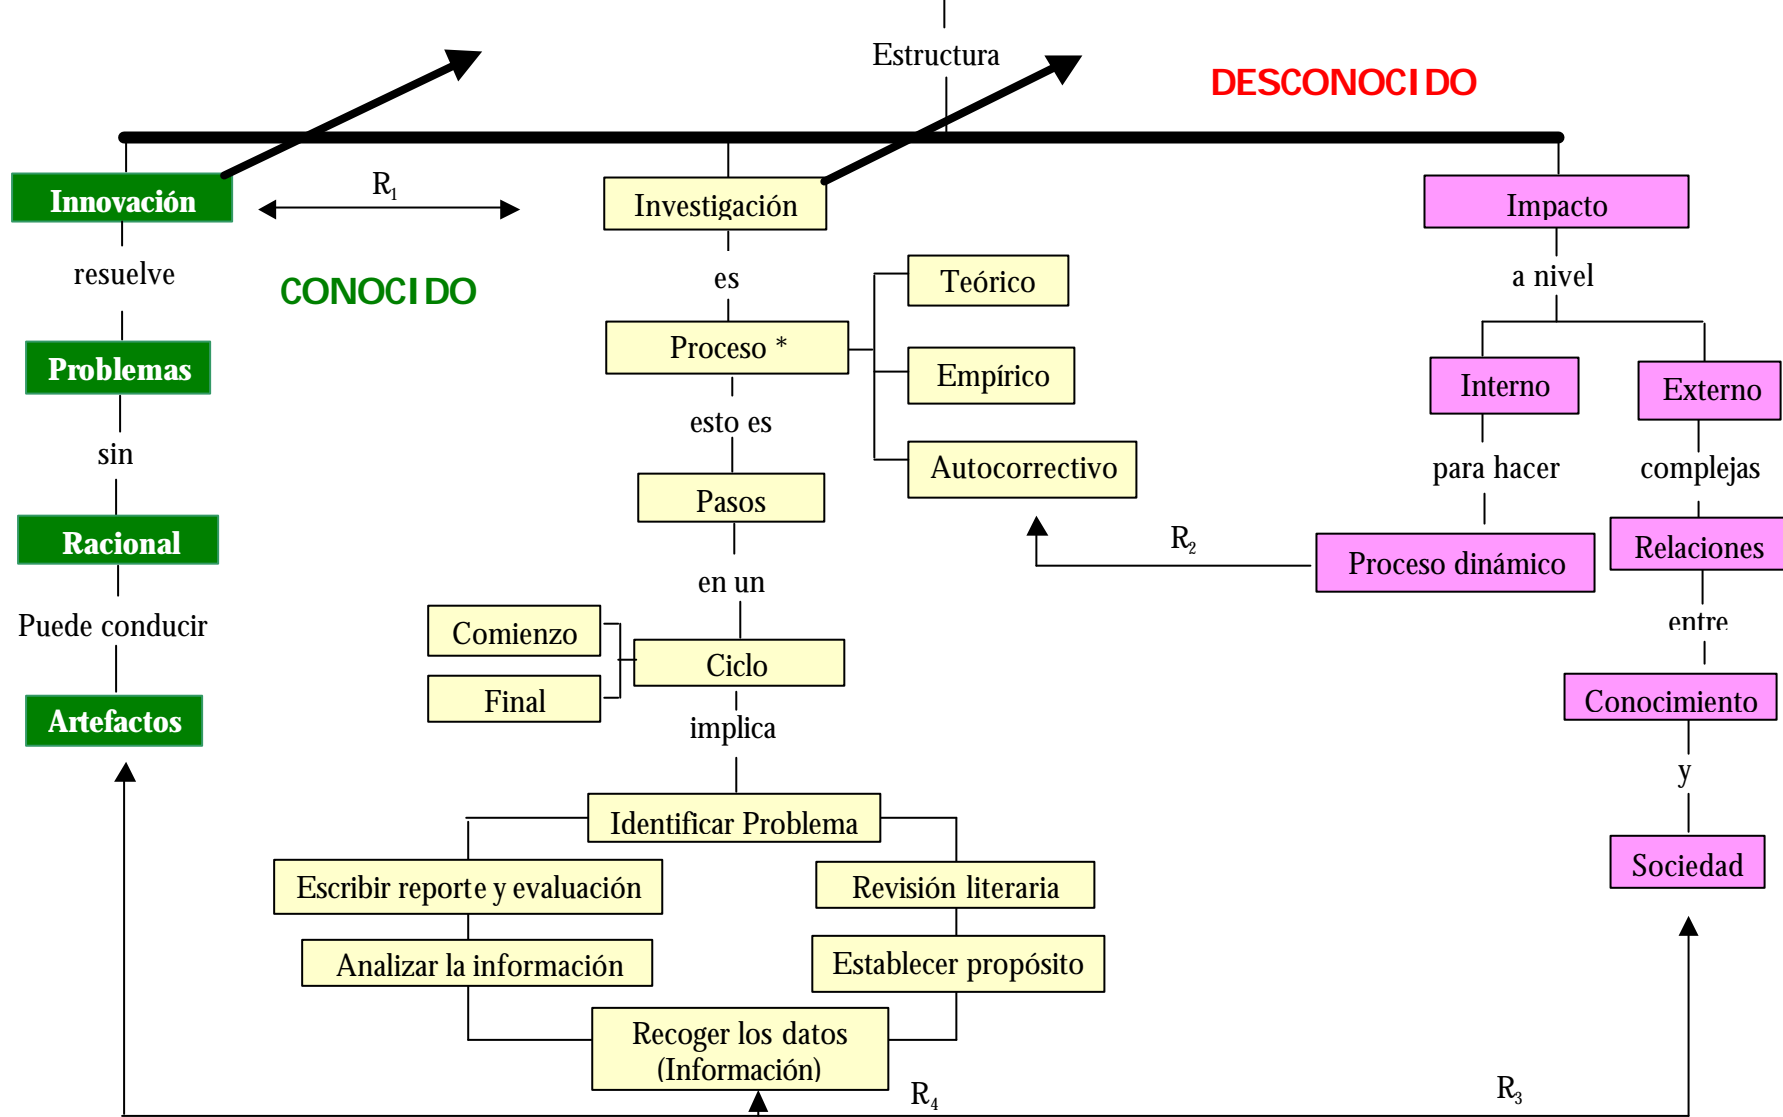 Estructura
DESCONOCIDO
Innovación
R1
Investigación
Impacto
resuelve
CONOCIDO
es
Teórico
a nivel
Problemas
Proceso *
Empírico
Interno
Externo
sin
esto es
Autocorrectivo
para hacer
complejas
Racional
Pasos
R2
Proceso dinámico
Relaciones
Puede conducir
en un
entre
Comienzo
Ciclo
Final
Conocimiento
Artefactos
implica
y
Identificar Problema
Sociedad
Escribir reporte y evaluación
Revisión literaria
Analizar la información
Establecer propósito
Recoger los datos
(Información)
R4
R3